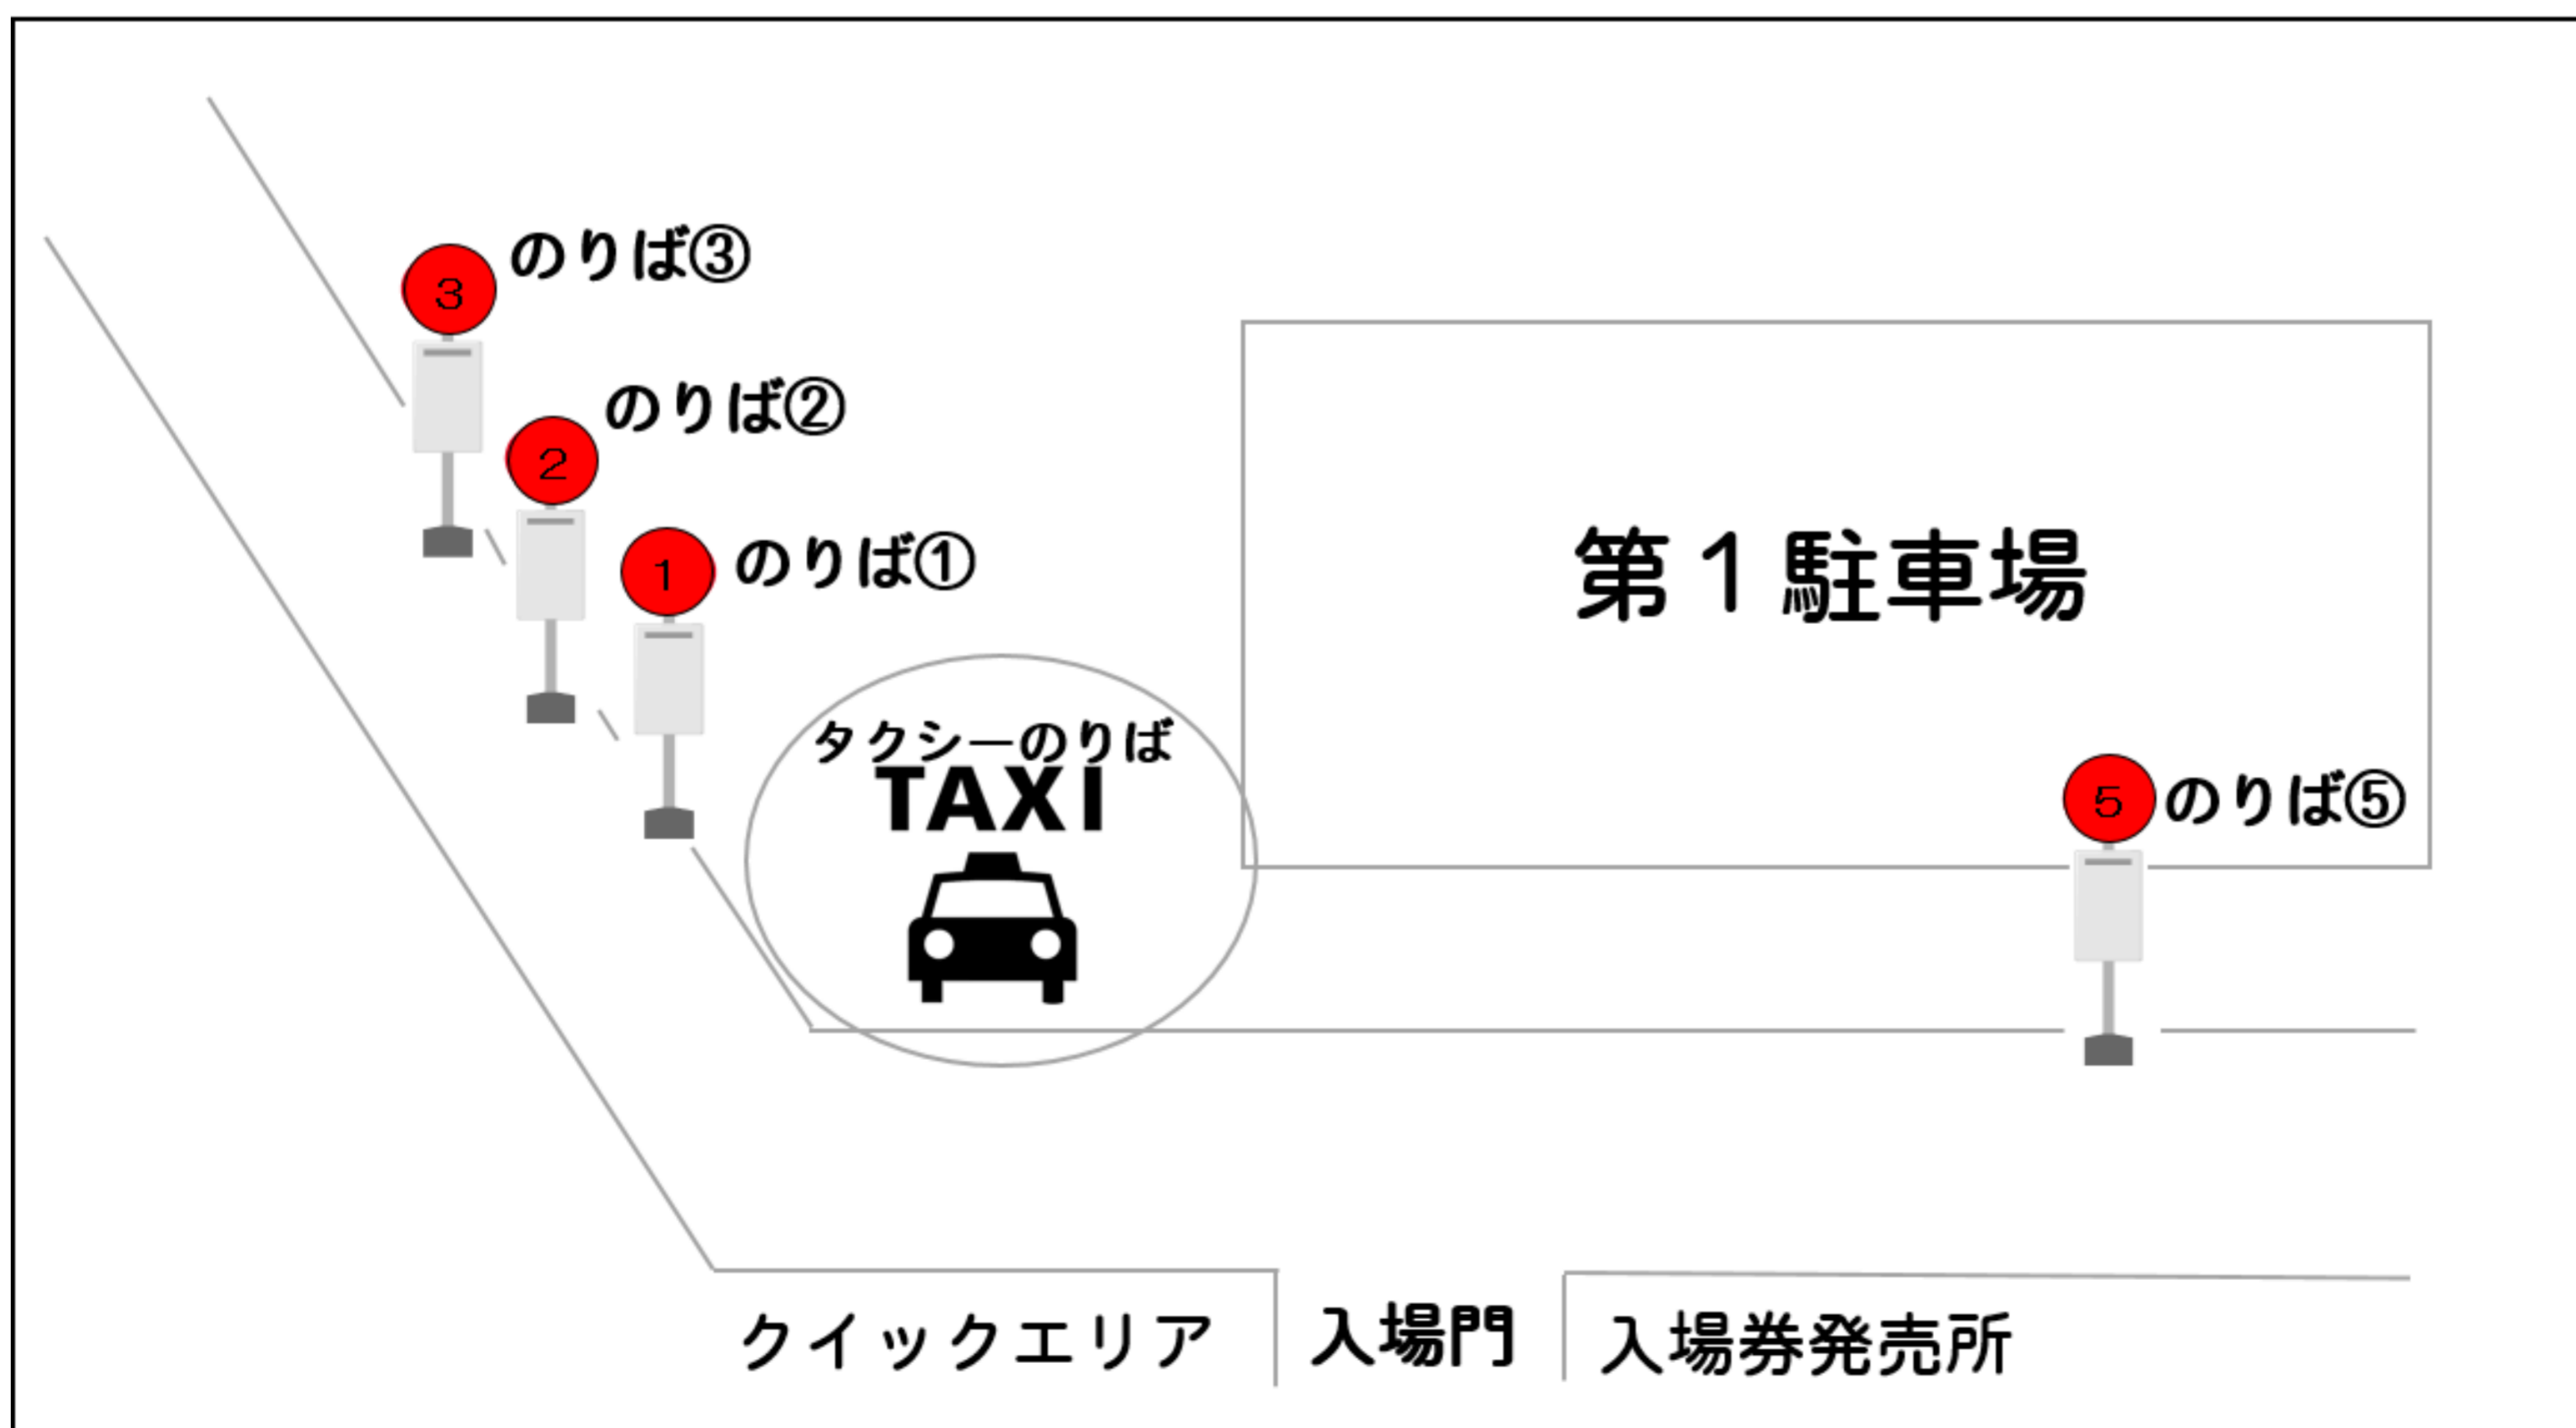 3
のりば③
2
のりば②
1
のりば①
第1駐車場
タクシーのりば
TAXI
5
のりば⑤
クイックエリア
入場門
入場券発売所